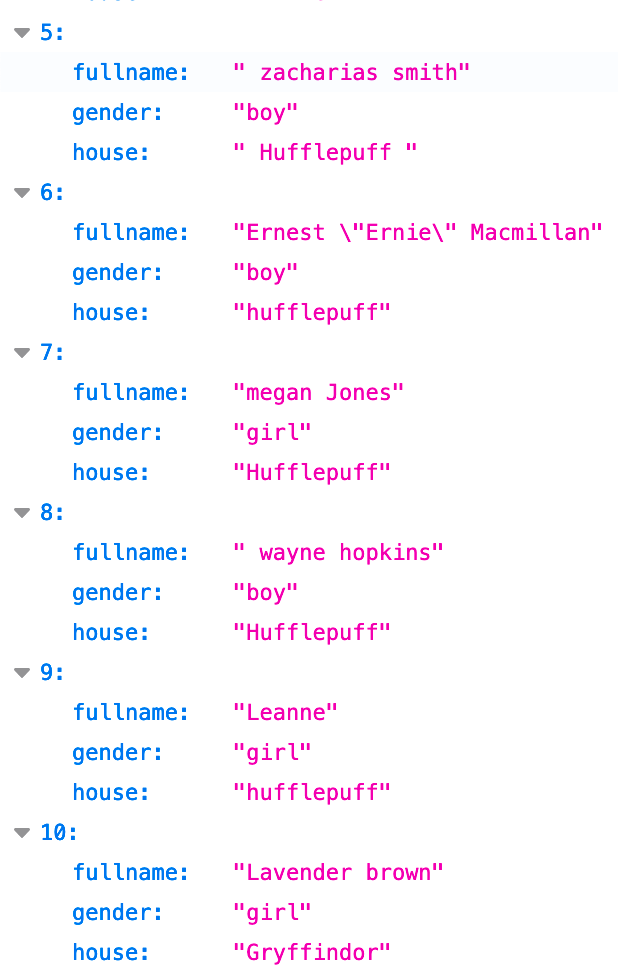 5:
fullname: " zacharias smith"
gender: "boy"
house: " Hufflepuff "
6:
fullname: "Ernest \"Ernie\" Macmillan"
gender: "boy"
house: "hufflepuff"
7:
fullname: "megan Jones"
gender: "girl"
house: "Hufflepuff"
8:
fullname: " wayne hopkins"
gender: "boy"
house: "Hufflepuff"
9:
fullname: "Leanne"
gender: "girl"
house: "hufflepuff"
10:
fullname: "Lavender brown"
gender: "girl"
house: "Gryffindor"